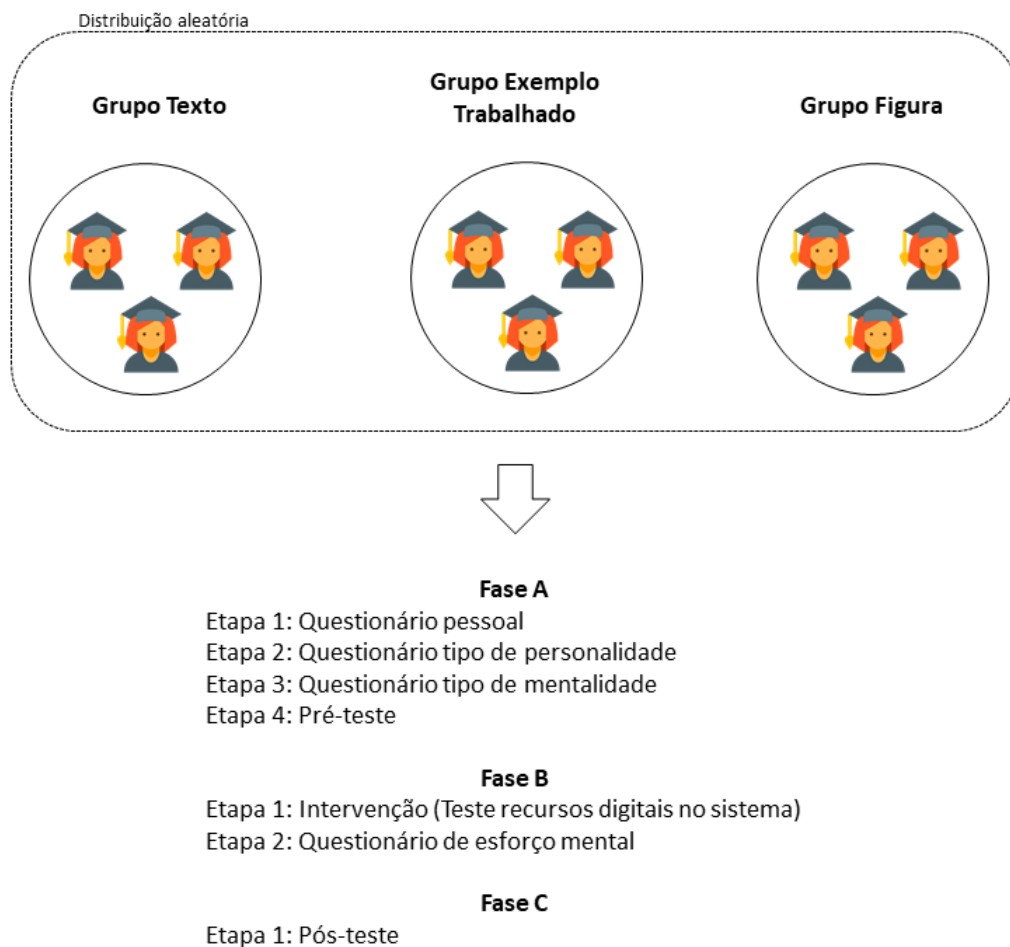 Distribuição aleatória
Grupo Texto
Grupo Exemplo
Trabalhado
Grupo Figura
Fase A
Etapa 1: Questionário pessoal
Etapa 2: Questionário tipo de personalidade
Etapa 3: Questionário tipo de mentalidade
Etapa 4: Pré-teste
Fase B
Etapa 1: Intervenção (Teste recursos digitais no sistema)
Etapa 2: Questionário de esforço mental
Fase C
Etapa 1: Pós-teste